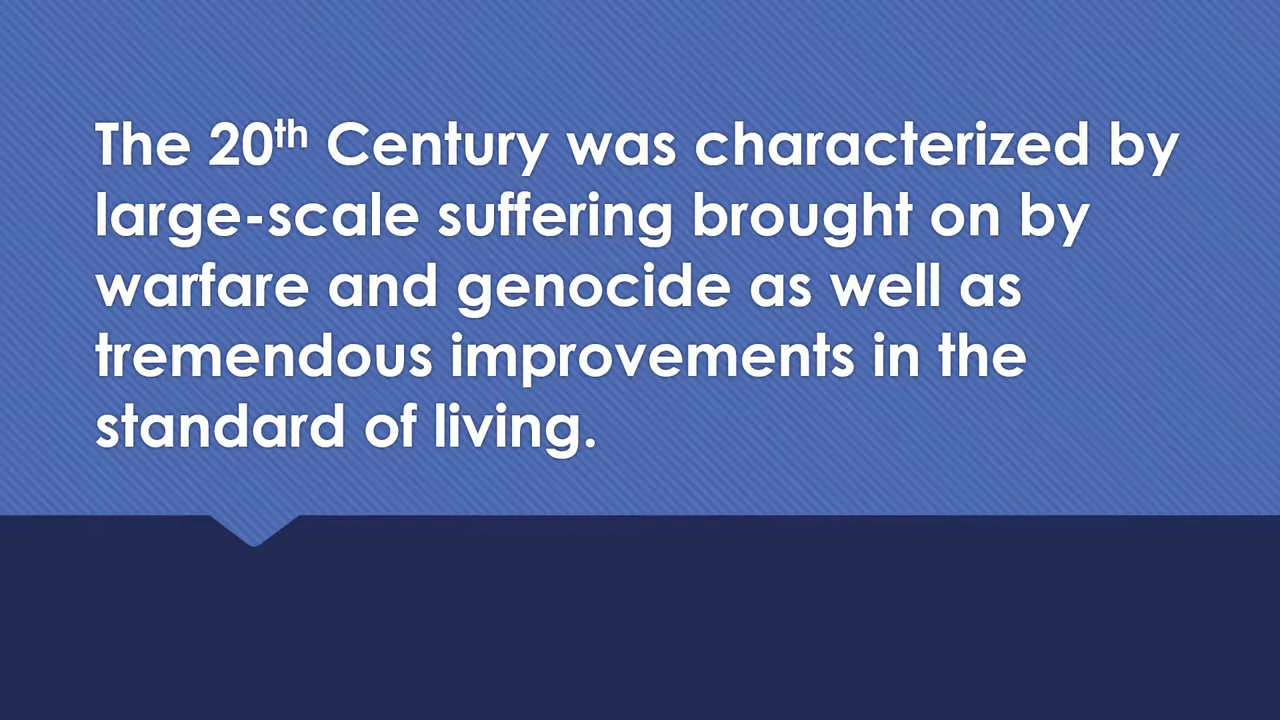 The 20th Century was characterized by
large-scale suffering brought on by
warfare and genocide as well as
tremendous improvements in the
standard of living.